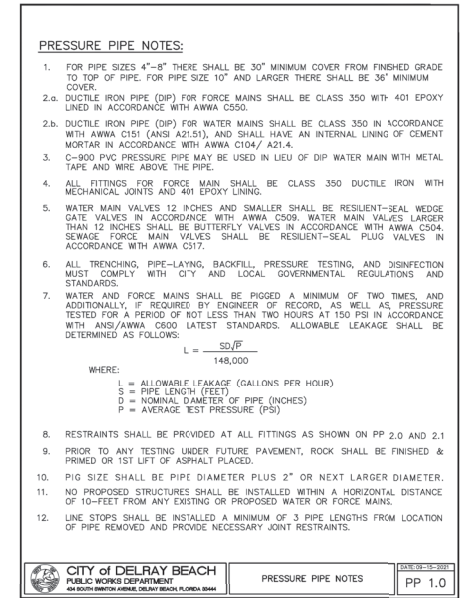 PRESSURE PIPE NOTES:
1. FOR PIPE SIZES 4"-8" THERE SHALL BE 30" MINIMUM COVER FROM FINISHED GRADE
TO TOP OF PIPE. FOR PIPE SIZE 10" AND LARGER THERE SHALL BE 36" MINIMUM
COVER.
2.a. DUCTILE IRON PIPE (DIP) FOR FORCE MAINS SHALL BE CLASS 350 WITH 401 EPOXY
LINED IN ACCORDANCE WITH AWWA C550.
2.b. DUCTILE IRON PIPE (DIP) FOR WATER MAINS SHALL BE CLASS 350 IN ACCORDANCE
WITH AWWA C151 (ANSI A21.51), AND SHALL HAVE AN INTERNAL LINING OF CEMENT
MORTAR IN ACCORDANCE WITH AWWA C104/ A21.4.
3. C-900 PVC PRESSURE PIPE MAY BE USED IN LIEU OF DIP WATER MAIN WITH METAL
TAPE AND WIRE ABOVE THE PIPE.
4. ALL FITTINGS FOR FORCE MAIN SHALL BE CLASS 350 DUCTILE IRON WITH
MECHANICAL JOINTS AND 401 EPOXY LINING.
5. WATER MAIN VALVES 12 INCHES AND SMALLER SHALL BE RESILIENT-SEAL WEDGE
GATE VALVES IN ACCORDANCE WITH AWWA C509. WATER MAIN VALVES LARGER
THAN 12 INCHES SHALL BE BUTTERFLY VALVES IN ACCORDANCE WITH AWWA C504.
SEWAGE FORCE MAIN VALVES SHALL BE RESILIENT-SEAL PLUG VALVES IN
ACCORDANCE WITH AWWA C517.
6. ALL TRENCHING, PIPE-LAYNG, BACKFILL, PRESSURE TESTING, AND DISINFECTION
MUST COMPLY WITH CITY AND LOCAL GOVERNMENTAL REGULATIONS AND
STANDARDS.
7. WATER AND FORCE MAINS SHALL BE PIGGED A MINIMUM OF TWO TIMES, AND
ADDITIONALLY, IF REQUIRED BY ENGINEER OF RECORD, AS WELL AS, PRESSURE
TESTED FOR A PERIOD OF NOT LESS THAN TWO HOURS AT 150 PSI IN ACCORDANCE
WITH ANSI/AWWA C600 LATEST STANDARDS. ALLOWABLE LEAKAGE SHALL BE
DETERMINED AS FOLLOWS:
L = SD√P
148,000
WHERE:
L = ALLOWABLE LEAKAGE (GALLONS PER HOUR)
S = PIPE LENGTH (FEET)
D = NOMINAL DIAMETER OF PIPE (INCHES)
P = AVERAGE TEST PRESSURE (PSI)
8. RESTRAINTS SHALL BE PROVIDED AT ALL FITTINGS AS SHOWN ON PP 2.0 AND 2.1
9. PRIOR TO ANY TESTING UNDER FUTURE PAVEMENT, ROCK SHALL BE FINISHED &
PRIMED OR 1ST LIFT OF ASPHALT PLACED.
10. PIG SIZE SHALL BE PIPE DIAMETER PLUS 2" OR NEXT LARGER DIAMETER.
11. NO PROPOSED STRUCTURES SHALL BE INSTALLED WITHIN A HORIZONTAL DISTANCE
OF 10-FEET FROM ANY EXISTING OR PROPOSED WATER OR FORCE MAINS.
12. LINE STOPS SHALL BE INSTALLED A MINIMUM OF 3 PIPE LENGTHS FROM LOCATION
OF PIPE REMOVED AND PROVIDE NECESSARY JOINT RESTRAINTS.
CITY of DELRAY BEACH
PUBLIC WORKS DEPARTMENT
434 SOUTH SWINTON AVENUE, DELRAY BEACH, FLORIDA 33444
PRESSURE PIPE NOTES
DATE: 09-15-2021
PP 1.0